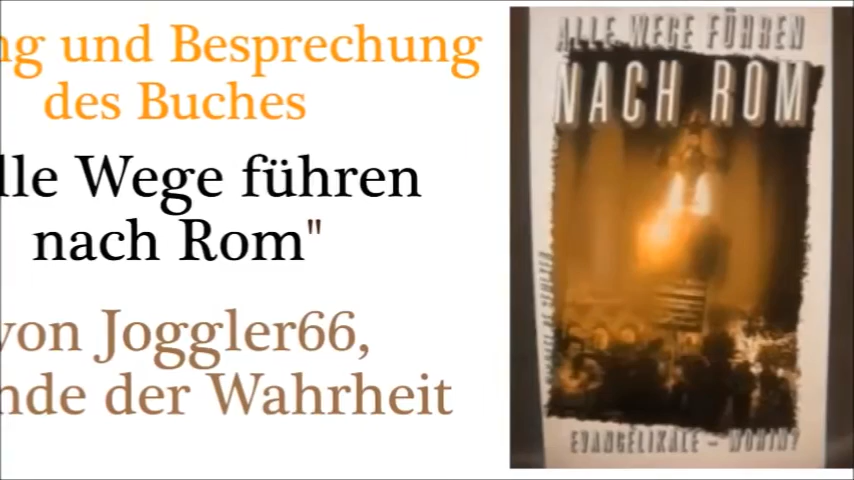 ng und Besprechung
des Buches
lle Wege führen
nach Rom"
von Joggler66,
nde der Wahrheit
ALLE WEGE FÜHREN
NACH ROM
EVANGELIKALE - WOHIN?